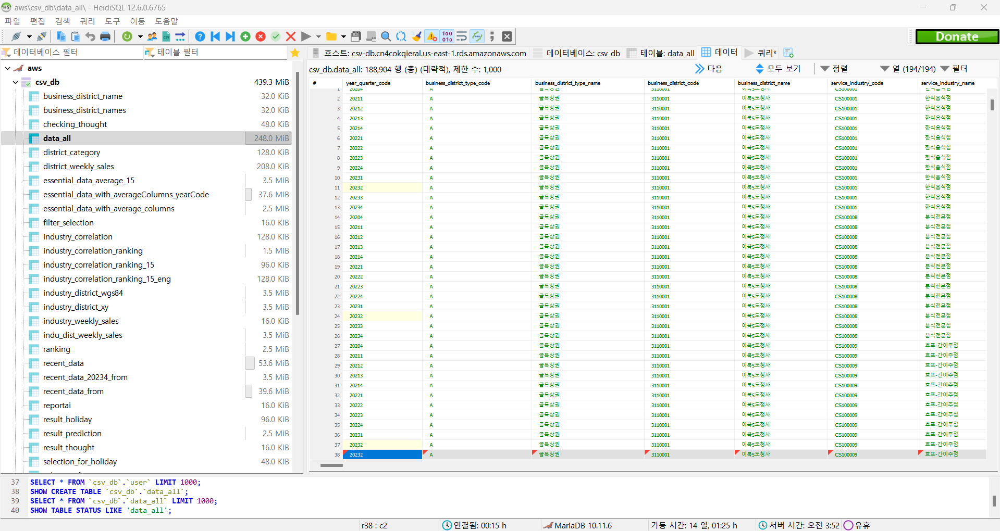 aws\csv_db\data_all\ - HeidiSQL 12.6.0.6765
파일 편집 검색 쿼리 도구 이동 도움말
Donate
데이터베이스 필터 테이블 필터
호스트: csv-db.cn4cokqieral.us-east-1.rds.amazonaws.com 데이터베이스: csv_db 테이블: data_all 데이터 쿼리*
aws
csv_db 439.3 MiB
business_district_name 32.0 KiB
business_district_names 32.0 KiB
checking_thought 48.0 KiB
data_all 248.0 MiB
district_category 128.0 KiB
district_weekly_sales 208.0 KiB
essential_data_average_15 3.5 MiB
essential_data_with_averageColumns_yearCode 37.6 MiB
essential_data_with_average_columns 2.5 MiB
filter_selection 16.0 KiB
industry_correlation 128.0 KiB
industry_correlation_ranking 1.5 MiB
industry_correlation_ranking_15 96.0 KiB
industry_correlation_ranking_15_eng 128.0 KiB
industry_district_wgs84 3.5 MiB
industry_district_xy 3.5 MiB
industry_weekly_sales 16.0 KiB
indu_dist_weekly_sales 3.5 MiB
ranking 2.5 MiB
recent_data 53.6 MiB
recent_data_20234_from 3.5 MiB
recent_data_from 39.6 MiB
reportai 16.0 KiB
result_holiday 96.0 KiB
result_prediction 2.5 MiB
result_thought 16.0 KiB
selection_for_holiday 48.0 KiB
csv_db.data_all: 188,904 행 (총) (대략적), 제한 수: 1,000 다음 모두 보기 정렬 열 (194/194) 필터
# year_quarter_code business_district_type_code business_district_type_name business_district_code business_district_name service_industry_code service_industry_name
1 20204 A 골목상권 3110001 이북5도청사 CS100001 한식음식점
2 20211 A 골목상권 3110001 이북5도청사 CS100001 한식음식점
3 20212 A 골목상권 3110001 이북5도청사 CS100001 한식음식점
4 20213 A 골목상권 3110001 이북5도청사 CS100001 한식음식점
5 20214 A 골목상권 3110001 이북5도청사 CS100001 한식음식점
6 20221 A 골목상권 3110001 이북5도청사 CS100001 한식음식점
7 20222 A 골목상권 3110001 이북5도청사 CS100001 한식음식점
8 20223 A 골목상권 3110001 이북5도청사 CS100001 한식음식점
9 20224 A 골목상권 3110001 이북5도청사 CS100001 한식음식점
10 20231 A 골목상권 3110001 이북5도청사 CS100001 한식음식점
11 20232 A 골목상권 3110001 이북5도청사 CS100001 한식음식점
12 20233 A 골목상권 3110001 이북5도청사 CS100001 한식음식점
13 20234 A 골목상권 3110001 이북5도청사 CS100001 한식음식점
14 20204 A 골목상권 3110001 이북5도청사 CS100008 분식전문점
15 20211 A 골목상권 3110001 이북5도청사 CS100008 분식전문점
16 20212 A 골목상권 3110001 이북5도청사 CS100008 분식전문점
17 20213 A 골목상권 3110001 이북5도청사 CS100008 분식전문점
18 20214 A 골목상권 3110001 이북5도청사 CS100008 분식전문점
19 20221 A 골목상권 3110001 이북5도청사 CS100008 분식전문점
20 20222 A 골목상권 3110001 이북5도청사 CS100008 분식전문점
21 20223 A 골목상권 3110001 이북5도청사 CS100008 분식전문점
22 20224 A 골목상권 3110001 이북5도청사 CS100008 분식전문점
23 20231 A 골목상권 3110001 이북5도청사 CS100008 분식전문점
24 20232 A 골목상권 3110001 이북5도청사 CS100008 분식전문점
25 20233 A 골목상권 3110001 이북5도청사 CS100008 분식전문점
26 20234 A 골목상권 3110001 이북5도청사 CS100008 분식전문점
27 20204 A 골목상권 3110001 이북5도청사 CS100009 호프-간이주점
28 20211 A 골목상권 3110001 이북5도청사 CS100009 호프-간이주점
29 20212 A 골목상권 3110001 이북5도청사 CS100009 호프-간이주점
30 20213 A 골목상권 3110001 이북5도청사 CS100009 호프-간이주점
31 20214 A 골목상권 3110001 이북5도청사 CS100009 호프-간이주점
32 20221 A 골목상권 3110001 이북5도청사 CS100009 호프-간이주점
33 20222 A 골목상권 3110001 이북5도청사 CS100009 호프-간이주점
34 20223 A 골목상권 3110001 이북5도청사 CS100009 호프-간이주점
35 20224 A 골목상권 3110001 이북5도청사 CS100009 호프-간이주점
36 20231 A 골목상권 3110001 이북5도청사 CS100009 호프-간이주점
37 20232 A 골목상권 3110001 이북5도청사 CS100009 호프-간이주점
38 20232 A 골목상권 3110001 이북5도청사 CS100009 호프-간이주점
37 SELECT * FROM `csv_db`.`user` LIMIT 1000;
38 SHOW CREATE TABLE `csv_db`.`data_all`;
39 SELECT * FROM `csv_db`.`data_all` LIMIT 1000;
40 SHOW TABLE STATUS LIKE 'data_all';
r38 : c2 연결됨: 00:15 h MariaDB 10.11.6 가동 시간: 14 일, 01:25 h 서버 시간: 오전 3:52 유휴